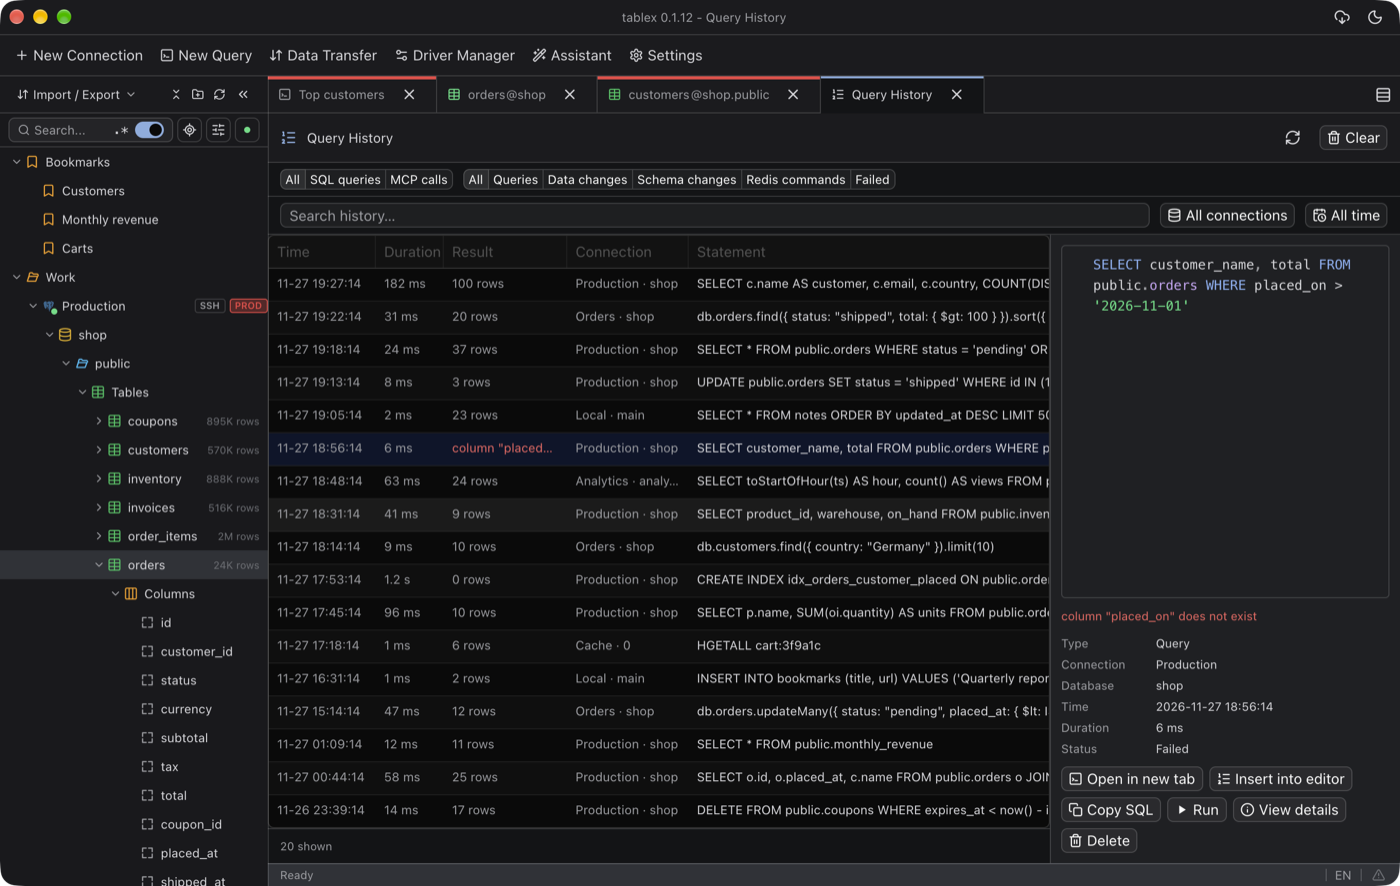 tablex 0.1.12 - Query History
New Connection New Query Data Transfer Driver Manager Assistant Settings
Import / Export
Top customers orders@shop customers@shop.public Query History
Search... .*
Query History
Clear
All SQL queries MCP calls All Queries Data changes Schema changes Redis commands Failed
Search history...
All connections All time
Bookmarks
Customers
Monthly revenue
Carts
Work
Production SSH PROD
shop
public
Tables
coupons 895K rows
customers 570K rows
inventory 888K rows
invoices 516K rows
order_items 2M rows
orders 24K rows
Columns
id
customer_id
status
currency
subtotal
tax
total
coupon_id
placed_at
shipped_at
Time Duration Result Connection Statement
11-27 19:27:14 182 ms 100 rows Production · shop SELECT c.name AS customer, c.email, c.country, COUNT(DIS
11-27 19:22:14 31 ms 20 rows Orders · shop db.orders.find({ status: "shipped", total: { $gt: 100 } }).sort({
11-27 19:18:14 24 ms 37 rows Production · shop SELECT * FROM public.orders WHERE status = 'pending' OR
11-27 19:13:14 8 ms 3 rows Production · shop UPDATE public.orders SET status = 'shipped' WHERE id IN (1
11-27 19:05:14 2 ms 23 rows Local · main SELECT * FROM notes ORDER BY updated_at DESC LIMIT 50
11-27 18:56:14 6 ms column "placed... Production · shop SELECT customer_name, total FROM public.orders WHERE p
11-27 18:48:14 63 ms 24 rows Analytics · analy... SELECT toStartOfHour(ts) AS hour, count() AS views FROM p
11-27 18:31:14 41 ms 9 rows Production · shop SELECT product_id, warehouse, on_hand FROM public.inven
11-27 18:14:14 9 ms 10 rows Orders · shop db.customers.find({ country: "Germany" }).limit(10)
11-27 17:53:14 1.2 s 0 rows Production · shop CREATE INDEX idx_orders_customer_placed ON public.orde
11-27 17:45:14 96 ms 10 rows Production · shop SELECT p.name, SUM(oi.quantity) AS units FROM public.ord
11-27 17:18:14 1 ms 6 rows Cache · 0 HGETALL cart:3f9a1c
11-27 16:31:14 1 ms 2 rows Local · main INSERT INTO bookmarks (title, url) VALUES ('Quarterly repor
11-27 15:14:14 47 ms 12 rows Orders · shop db.orders.updateMany({ status: "pending", placed_at: { $lt: I
11-27 01:09:14 12 ms 11 rows Production · shop SELECT * FROM public.monthly_revenue
11-27 00:44:14 58 ms 25 rows Production · shop SELECT o.id, o.placed_at, c.name FROM public.orders o JOIN
11-26 23:39:14 14 ms 17 rows Production · shop DELETE FROM public.coupons WHERE expires_at < now() - i
20 shown
SELECT customer_name, total FROM
public.orders WHERE placed_on >
'2026-11-01'
column "placed_on" does not exist
Type Query
Connection Production
Database shop
Time 2026-11-27 18:56:14
Duration 6 ms
Status Failed
Open in new tab Insert into editor
Copy SQL Run View details
Delete
Ready EN